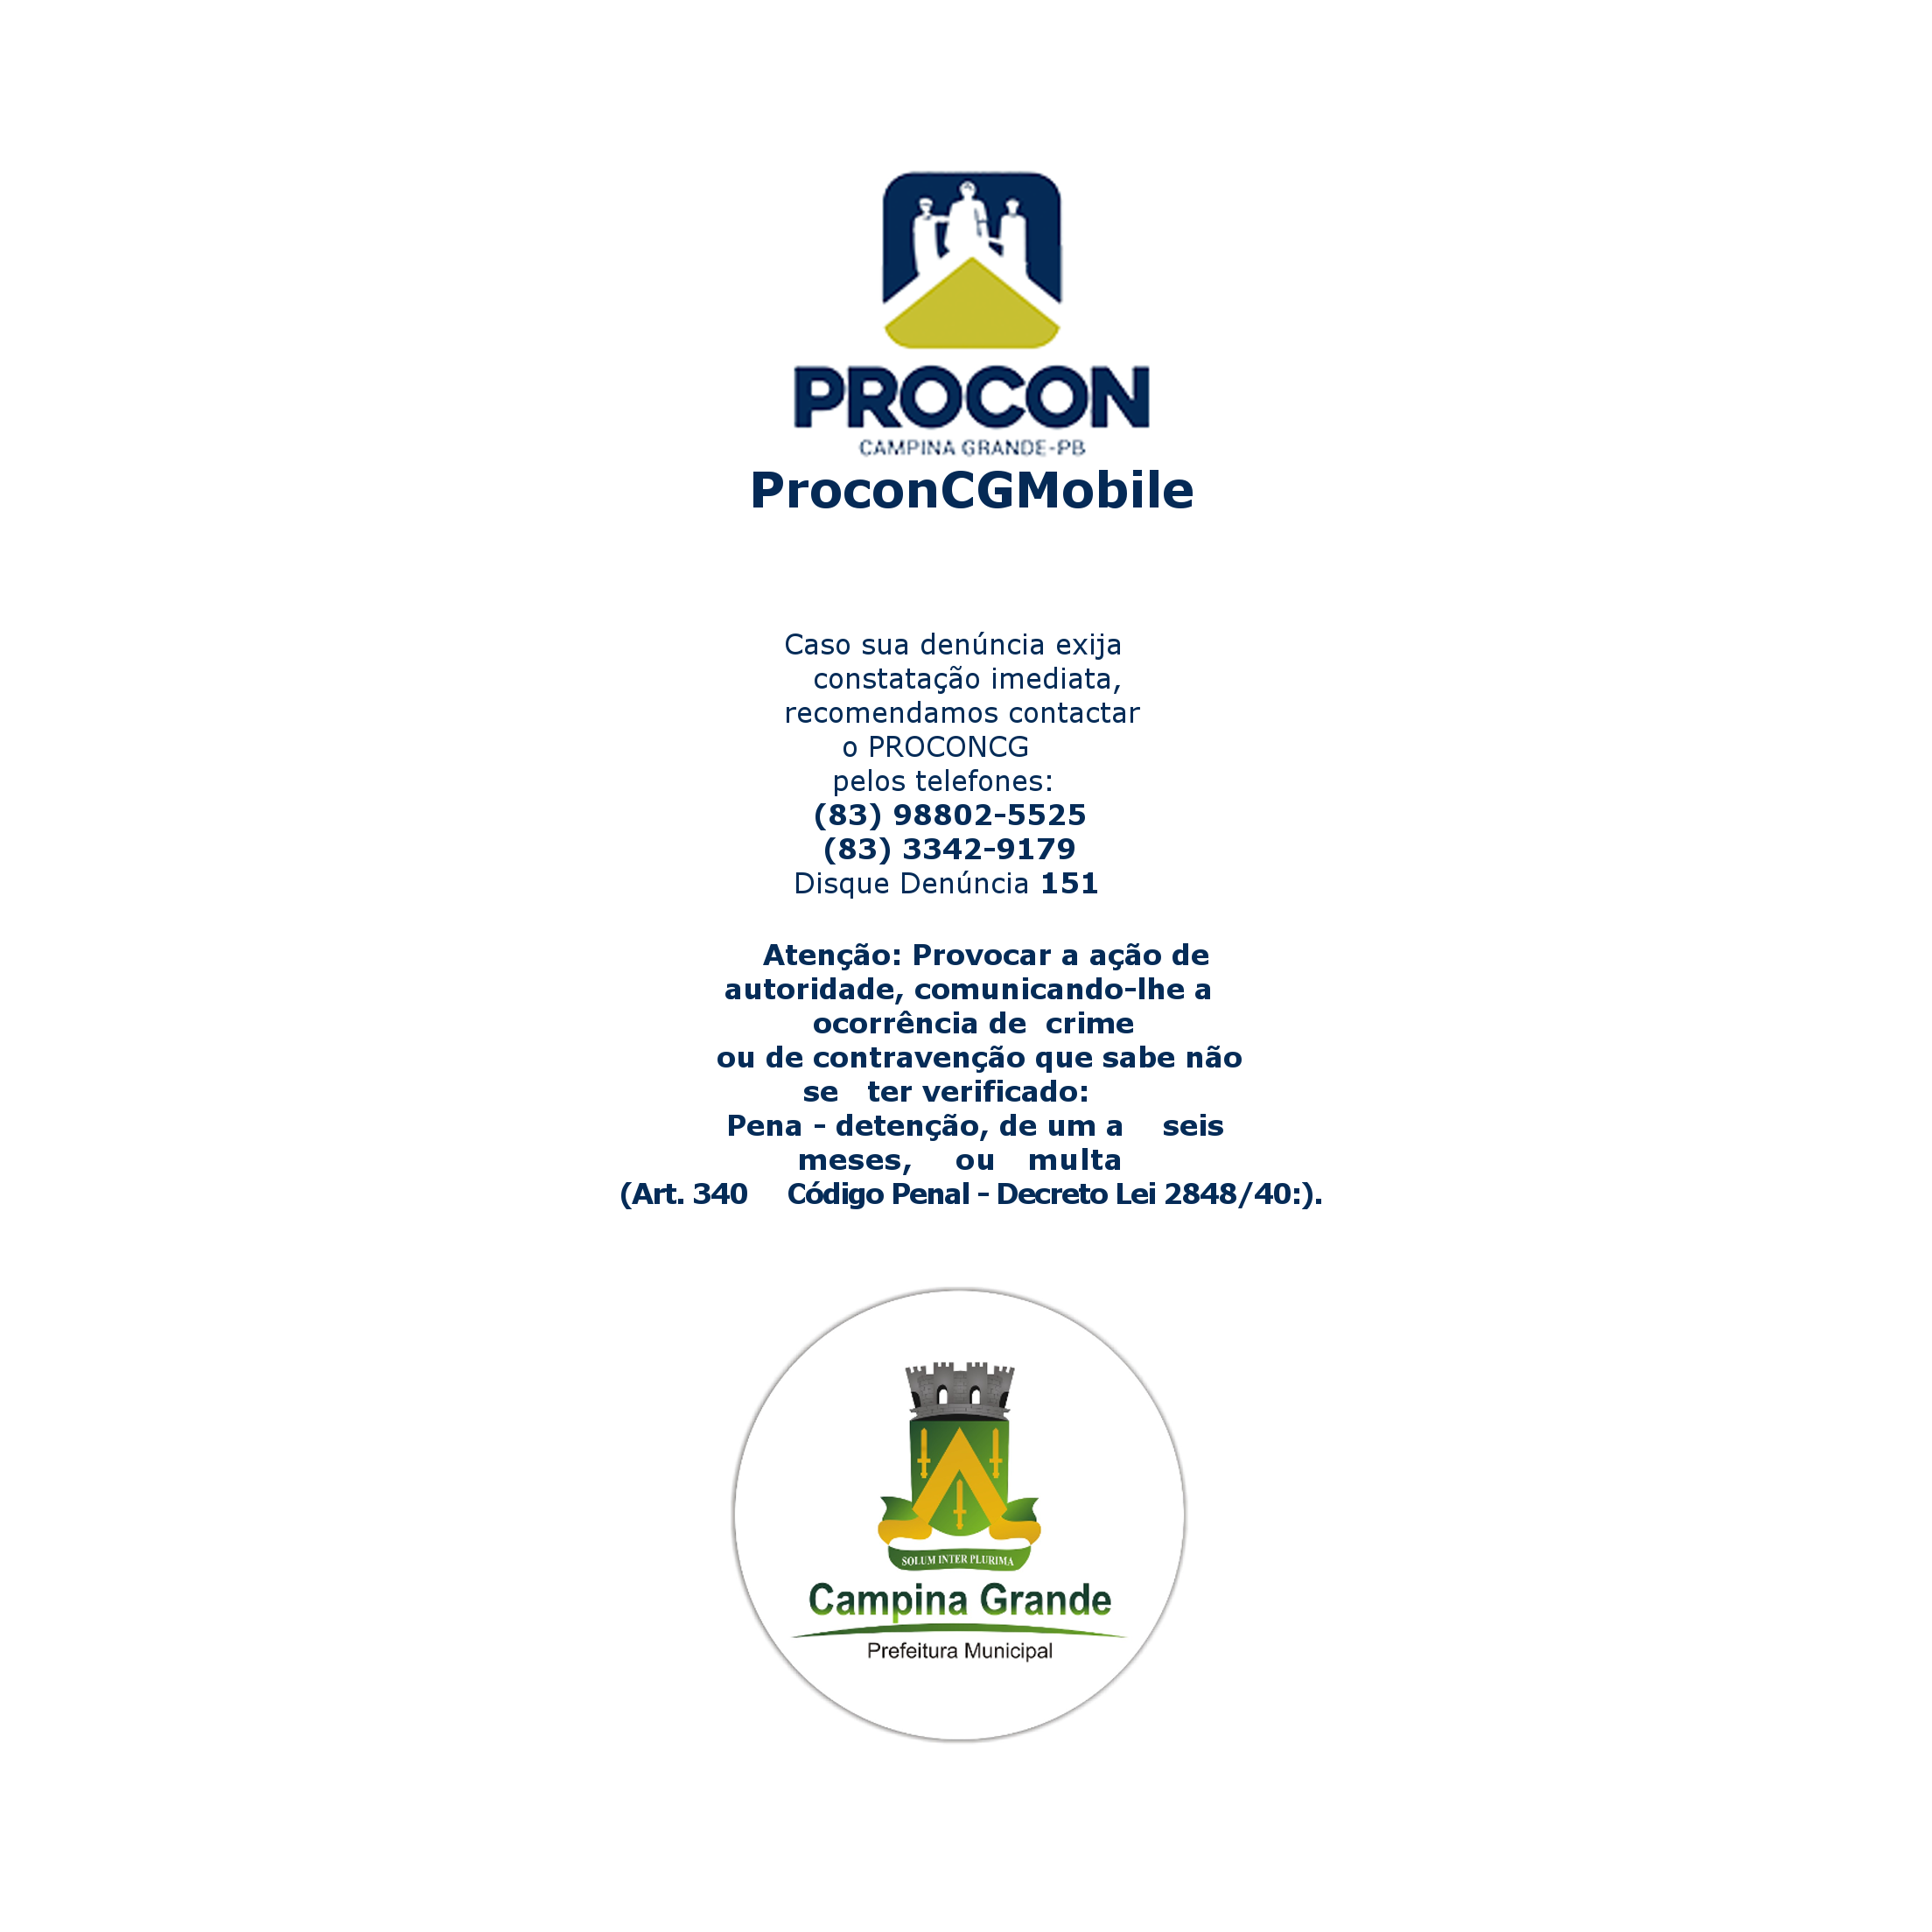 PROCON
CAMPINA GRANDE-PB
ProconCGMobile
Caso sua denúncia exija
constatação imediata,
recomendamos contactar
o PROCONCG
pelos telefones:
(83) 98802-5525
(83) 3342-9179
Disque Denúncia 151
Atenção: Provocar a ação de
autoridade, comunicando-lhe a
ocorrência de crime
ou de contravenção que sabe não
se ter verificado:
Pena - detenção, de um a seis
meses, ou multa
(Art. 340 Código Penal - Decreto Lei 2848/40:).
SOLUM INTER PLURIMA
Campina Grande
Prefeitura Municipal